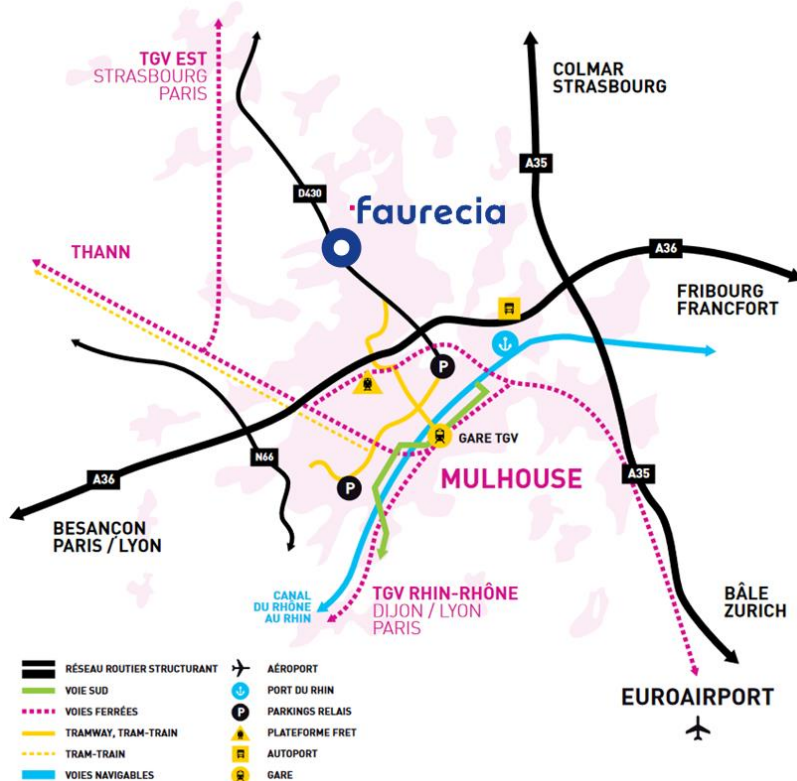 TGV EST
STRASBOURG
PARIS
COLMAR
STRASBOURG
A35
D430
faurecia
THANN
A36
FRIBOURG
FRANCFORT
P
GARE TGV
N66
A36
P
MULHOUSE
A35
BESANCON
PARIS / LYON
CANAL
DU RHÔNE
AU RHIN
TGV RHIN-RHÔNE
DIJON / LYON
PARIS
BÂLE
ZURICH
EUROAIRPORT
RÉSEAU ROUTIER STRUCTURANT
VOIE SUD
VOIES FERRÉES
TRAMWAY, TRAM-TRAIN
TRAM-TRAIN
VOIES NAVIGABLES
AÉROPORT
PORT DU RHIN
P PARKINGS RELAIS
PLATEFORME FRET
AUTOPORT
GARE